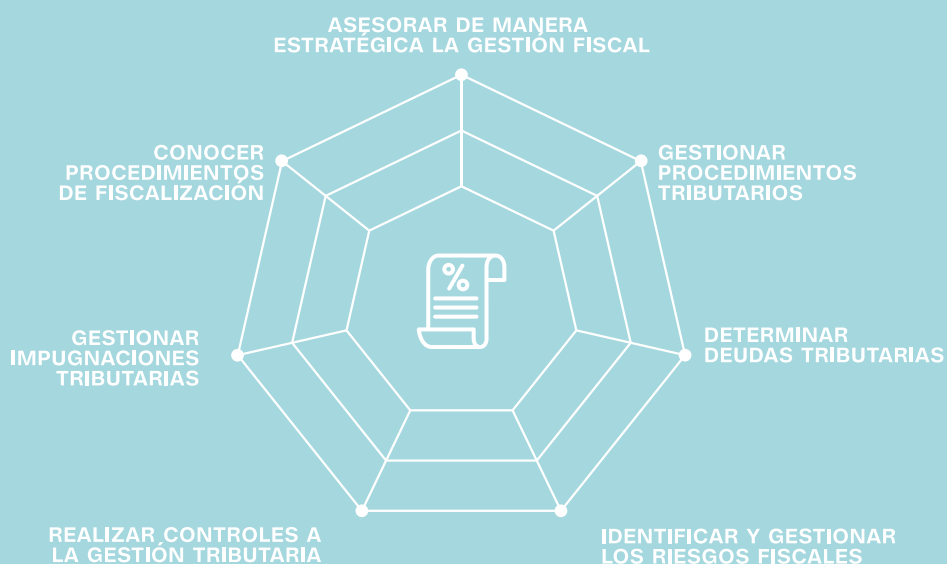 ASESORAR DE MANERA
ESTRATÉGICA LA GESTIÓN FISCAL
CONOCER
PROCEDIMIENTOS
DE FISCALIZACIÓN
GESTIONAR
PROCEDIMIENTOS
TRIBUTARIOS
%
GESTIONAR
IMPUGNACIONES
TRIBUTARIAS
DETERMINAR
DEUDAS TRIBUTARIAS
REALIZAR CONTROLES A
LA GESTIÓN TRIBUTARIA
IDENTIFICAR Y GESTIONAR
LOS RIESGOS FISCALES